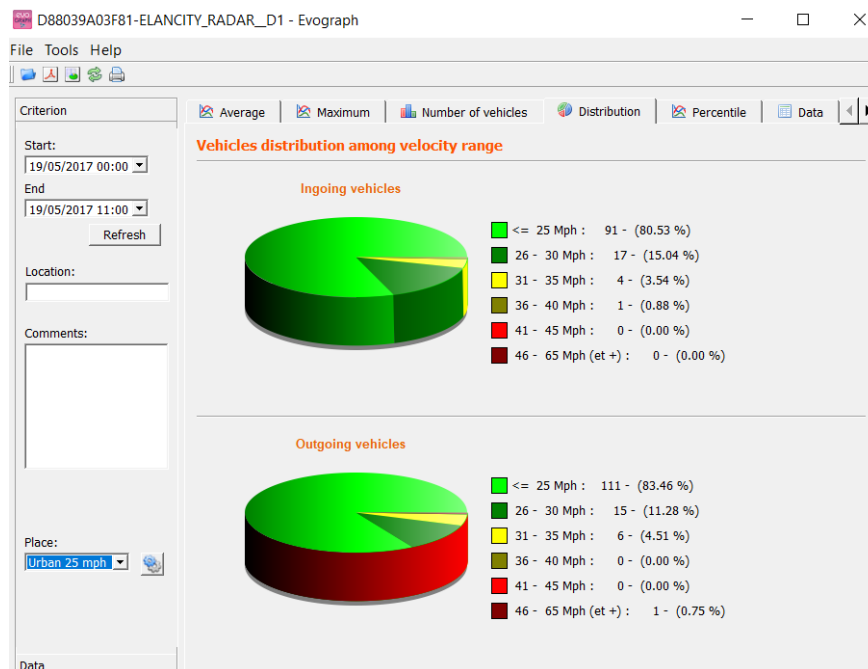 D88039A03F81-ELANCITY_RADAR__D1 - Evograph
File Tools Help
Criterion
Start:
19/05/2017 00:00
End
19/05/2017 11:00
Refresh
Location:
Comments:
Place:
Urban 25 mph
Data
Average Maximum Number of vehicles Distribution Percentile Data
Vehicles distribution among velocity range
Ingoing vehicles
<= 25 Mph : 91 - (80.53 %)
26 - 30 Mph : 17 - (15.04 %)
31 - 35 Mph : 4 - (3.54 %)
36 - 40 Mph : 1 - (0.88 %)
41 - 45 Mph : 0 - (0.00 %)
46 - 65 Mph (et +) : 0 - (0.00 %)
Outgoing vehicles
<= 25 Mph : 111 - (83.46 %)
26 - 30 Mph : 15 - (11.28 %)
31 - 35 Mph : 6 - (4.51 %)
36 - 40 Mph : 0 - (0.00 %)
41 - 45 Mph : 0 - (0.00 %)
46 - 65 Mph (et +) : 1 - (0.75 %)